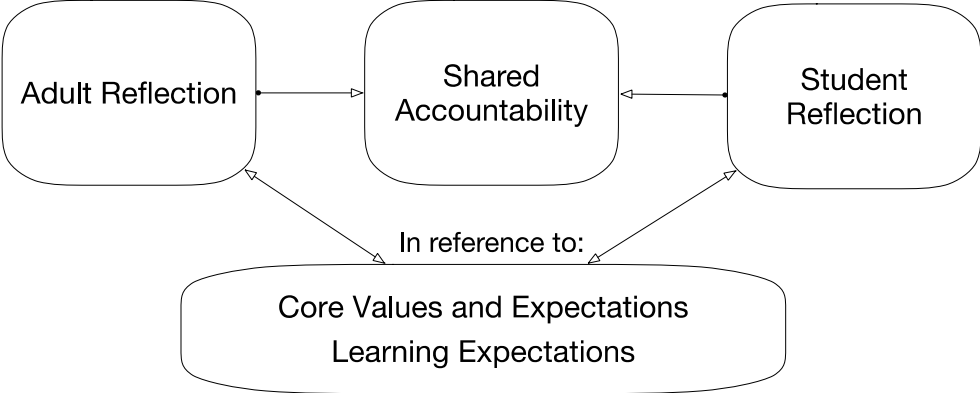 Adult Reflection
Shared
Accountability
Student
Reflection
In reference to:
Core Values and Expectations
Learning Expectations